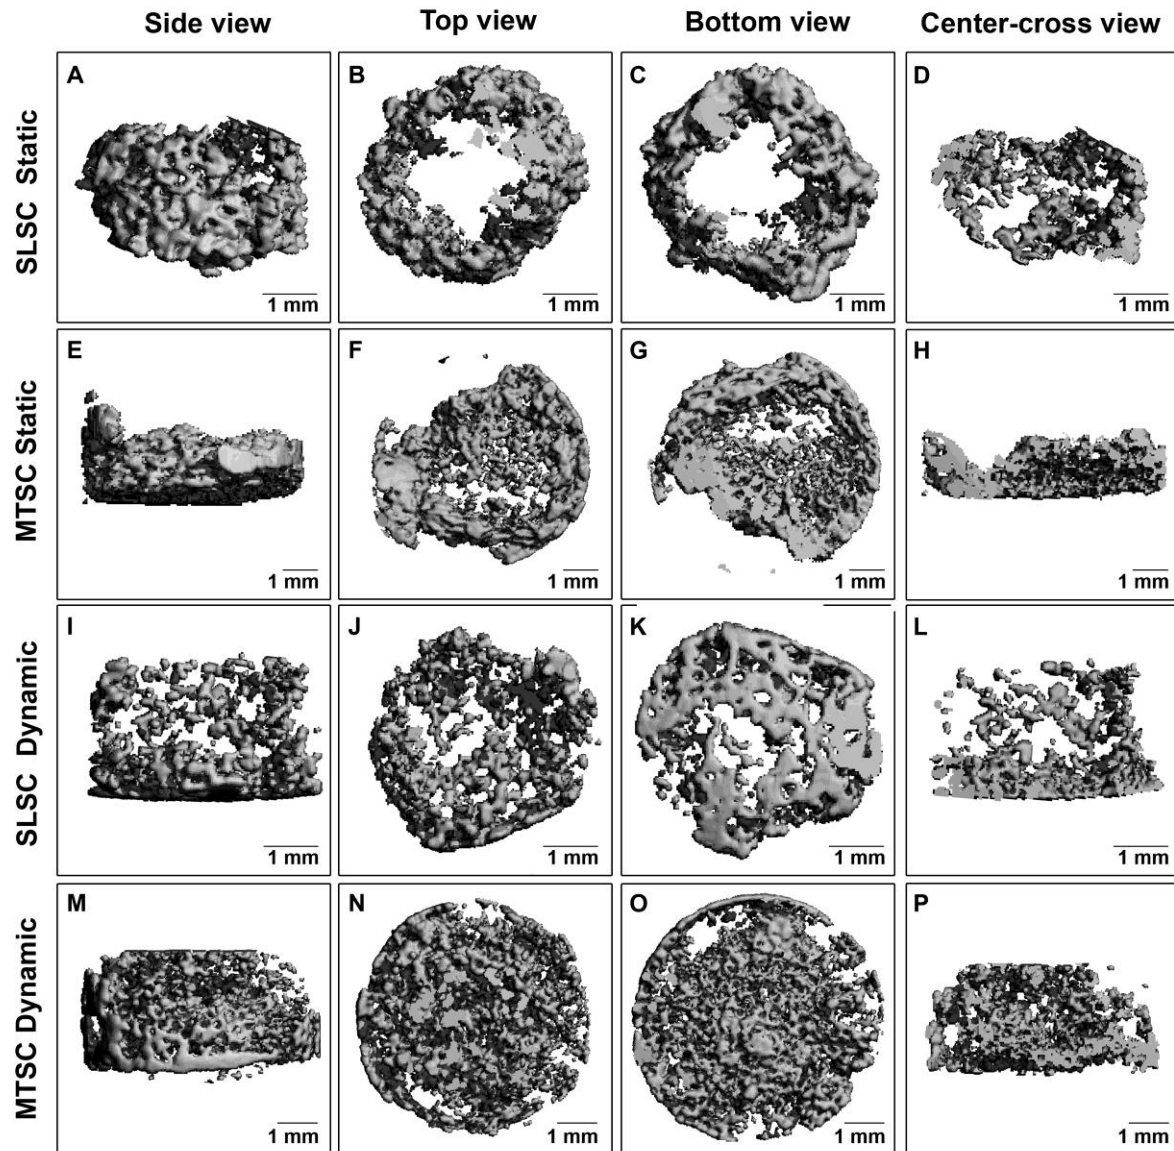 Side view Top view Bottom view Center-cross view
SLSC Static
A B C D
1 mm 1 mm 1 mm 1 mm
MTSC Static
E F G H
1 mm 1 mm 1 mm 1 mm
SLSC Dynamic
I J K L
1 mm 1 mm 1 mm 1 mm
MTSC Dynamic
M N O P
1 mm 1 mm 1 mm 1 mm